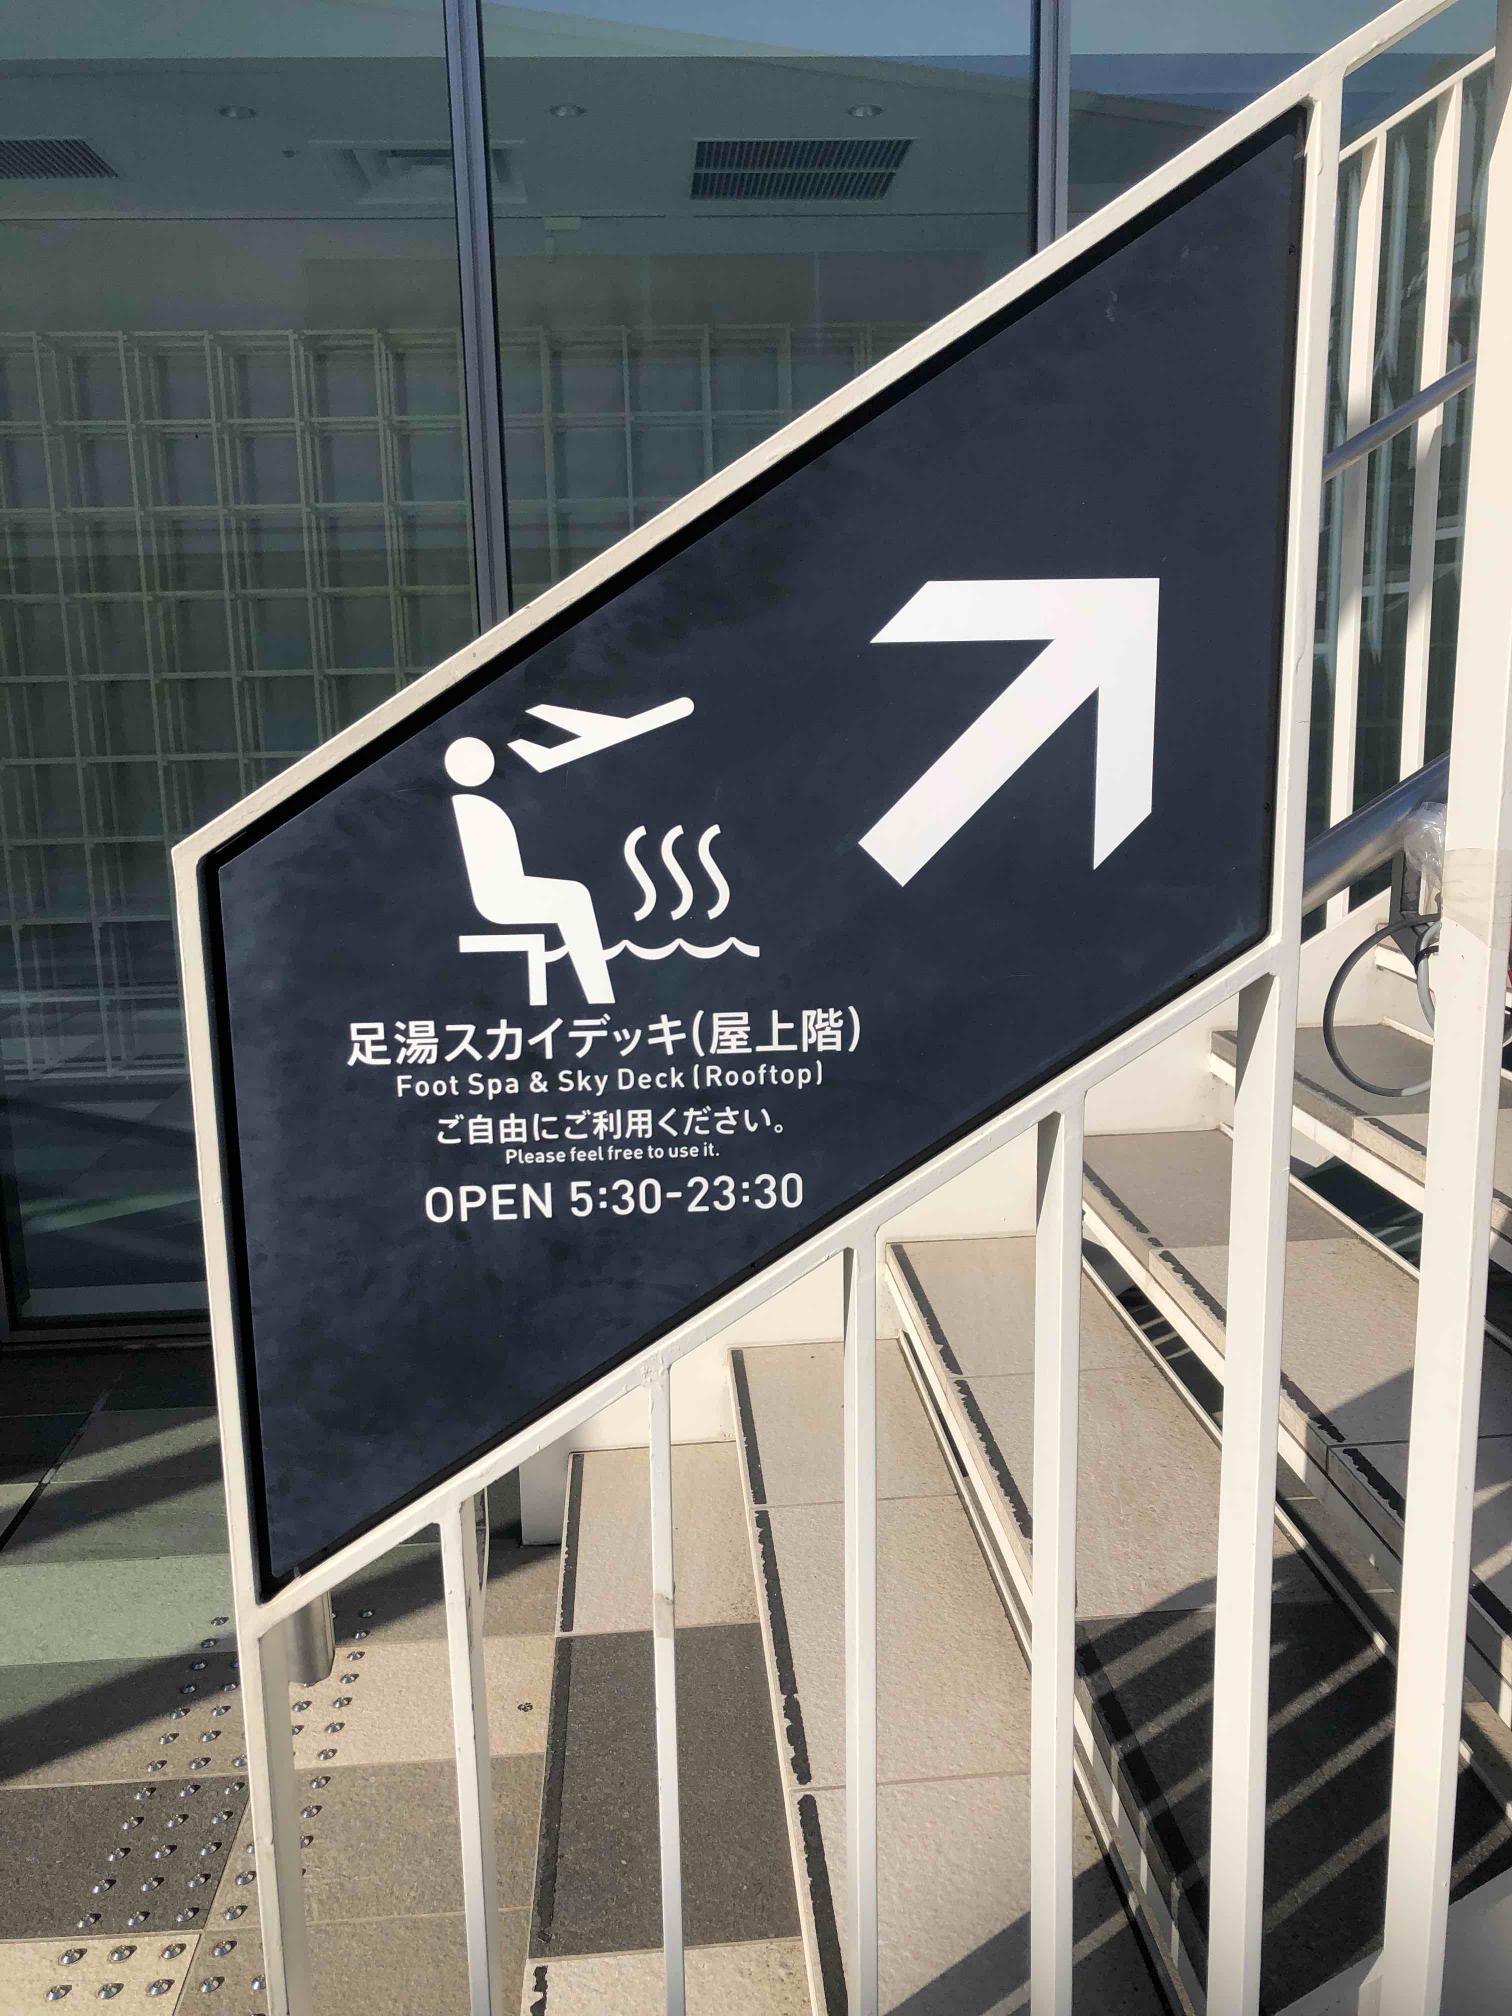 足湯スカイデッキ(屋上階)
Foot Spa & Sky Deck (Rooftop)
ご自由にご利用ください。
Please feel free to use it.
OPEN 5:30-23:30